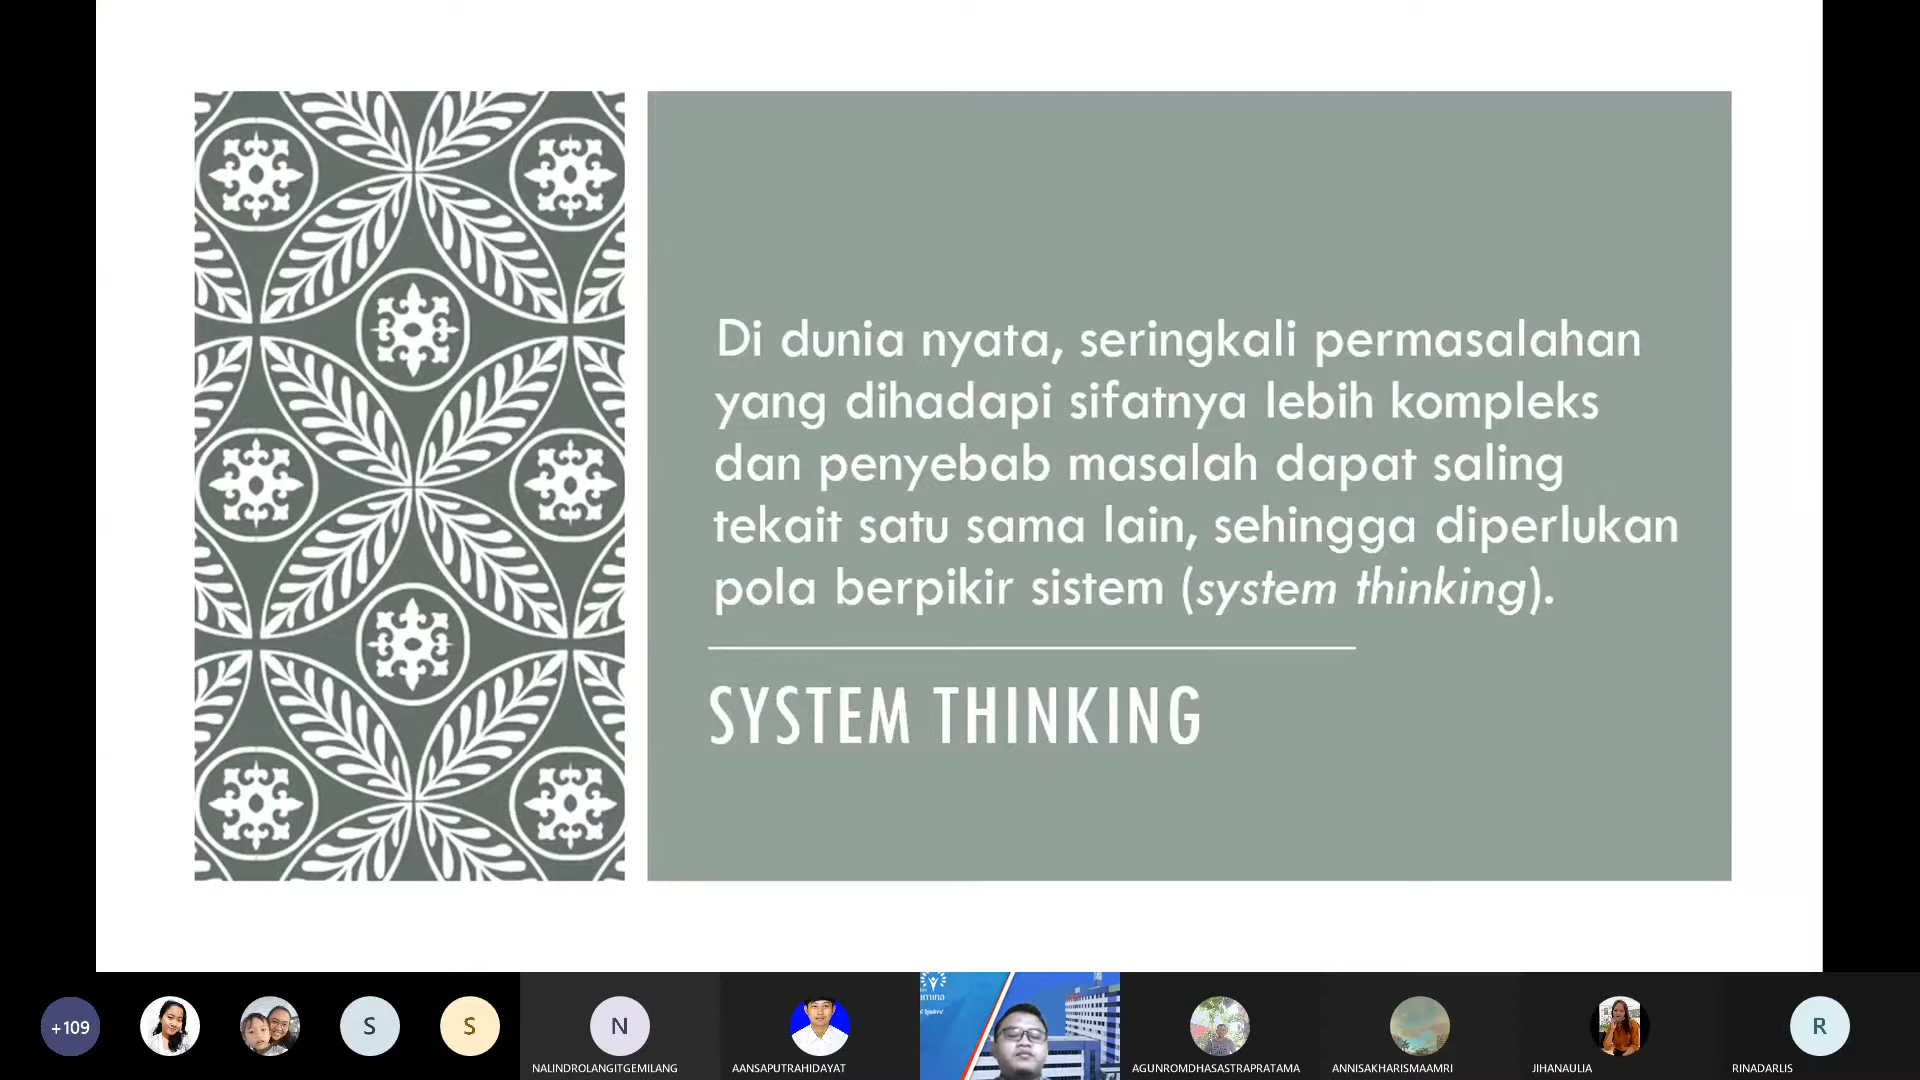 Di dunia nyata, seringkali permasalahan
yang dihadapi sifatnya lebih kompleks
dan penyebab masalah dapat saling
tekait satu sama lain, sehingga diperlukan
pola berpikir sistem (system thinking).
SYSTEM THINKING
+109
S
S
N
NALINDROLANGITGEMILANG
AANSAPUTRAHIDAYAT
AGUNROMDHASASTRAPRATAMA
ANNISAKHARISMAAMRI
JIHANAULIA
R
RINADARLIS